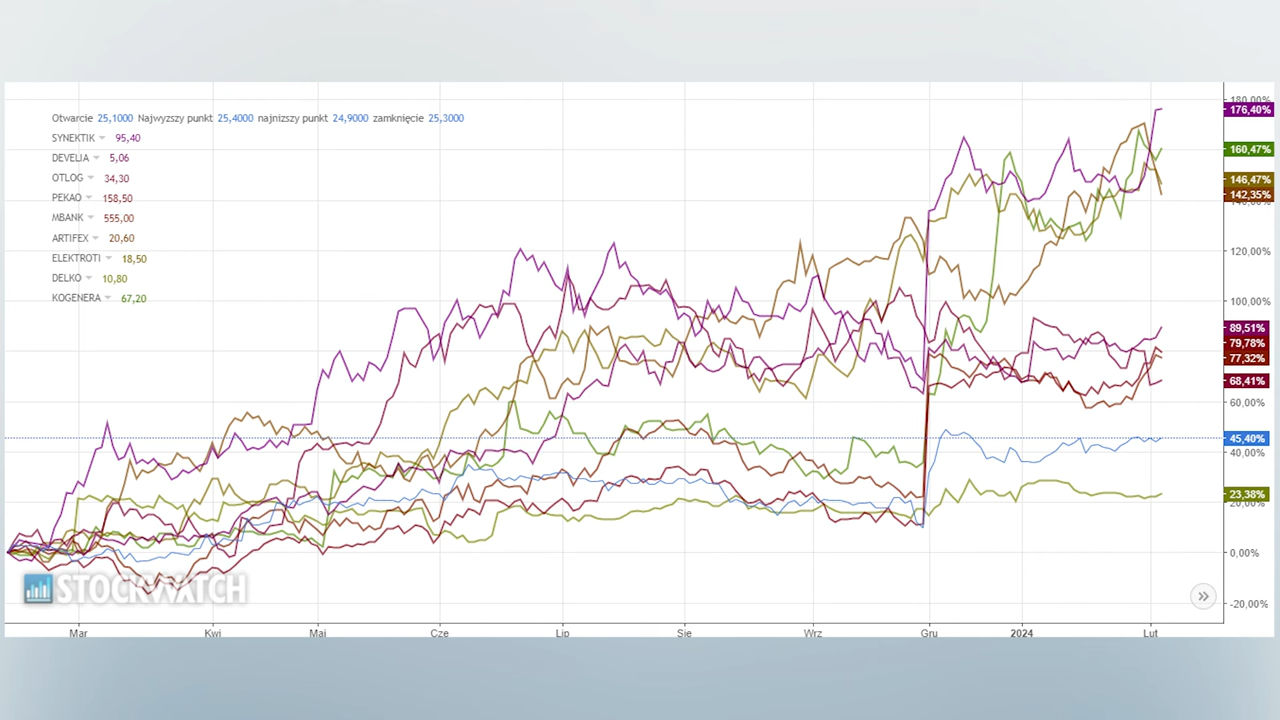 Otwarcie 25,1000 Najwyzszy punkt 25,4000 najnizszy punkt 24,9000 zamknięcie 25,3000
SYNEKTIK 95,40
DEVELIA 5,06
OTLOG 34,30
PEKAO 158,50
MBANK 555,00
ARTIFEX 20,60
ELEKTROTI 18,50
DELKO 10,80
KOGENERA 67,20
180,00%
176,40%
160,47%
146,47%
142,35%
140,00%
120,00%
100,00%
89,51%
79,78%
77,32%
68,41%
60,00%
45,40%
40,00%
23,38%
20,00%
0,00%
-20,00%
STOCKWATCH
Mar Kwi Maj Cze Lip Sie Wrz Gru 2024 Lut